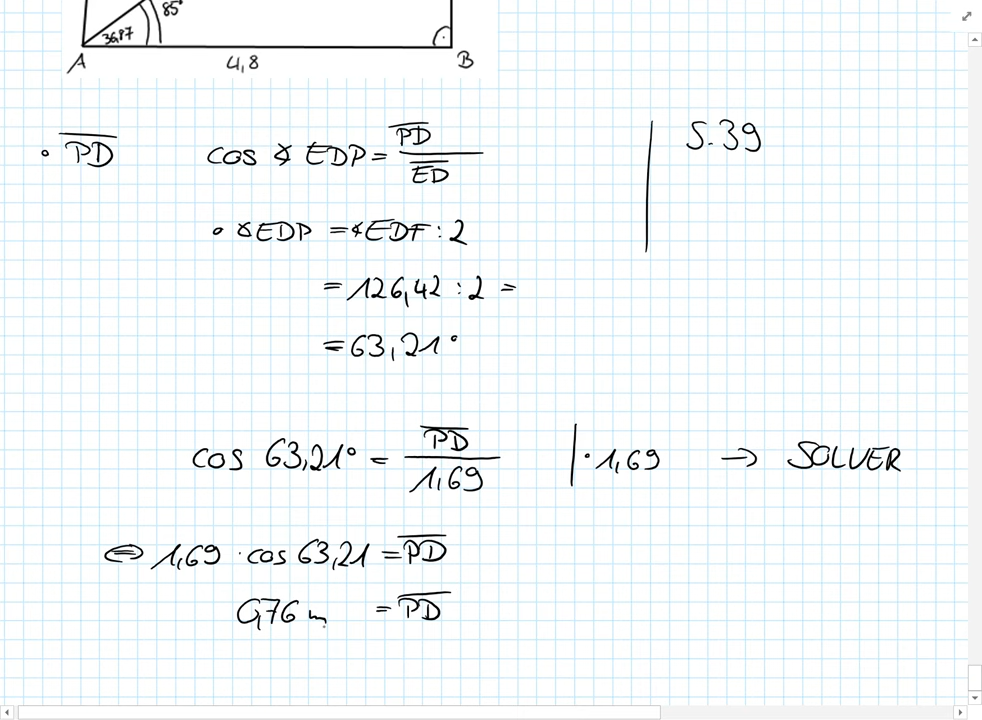 85°
36,87
A 4,8 B
• PD cos ∢ EDP = PD / ED | S. 39
• ∢EDP = ∢EDF : 2
= 126,42 : 2 =
= 63,21°
cos 63,21° = PD / 1,69 | · 1,69 → SOLVER
⇔ 1,69 · cos 63,21 = PD
0,76 m = PD